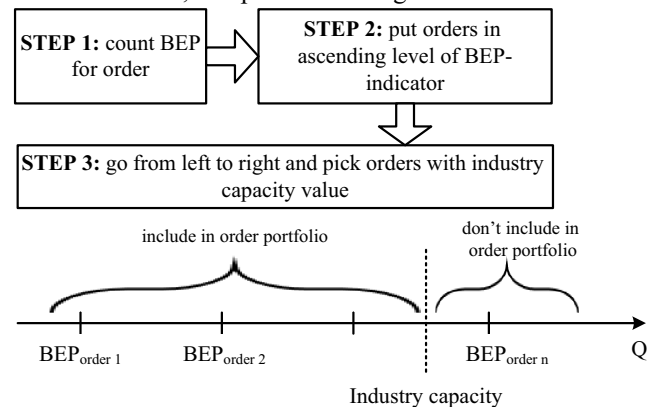 STEP 1: count BEP
for order
STEP 2: put orders in
ascending level of BEP-
indicator
STEP 3: go from left to right and pick orders with industry
capacity value
include in order portfolio
don’t include in
order portfolio
BEPorder 1
BEPorder 2
BEPorder n
Q
Industry capacity